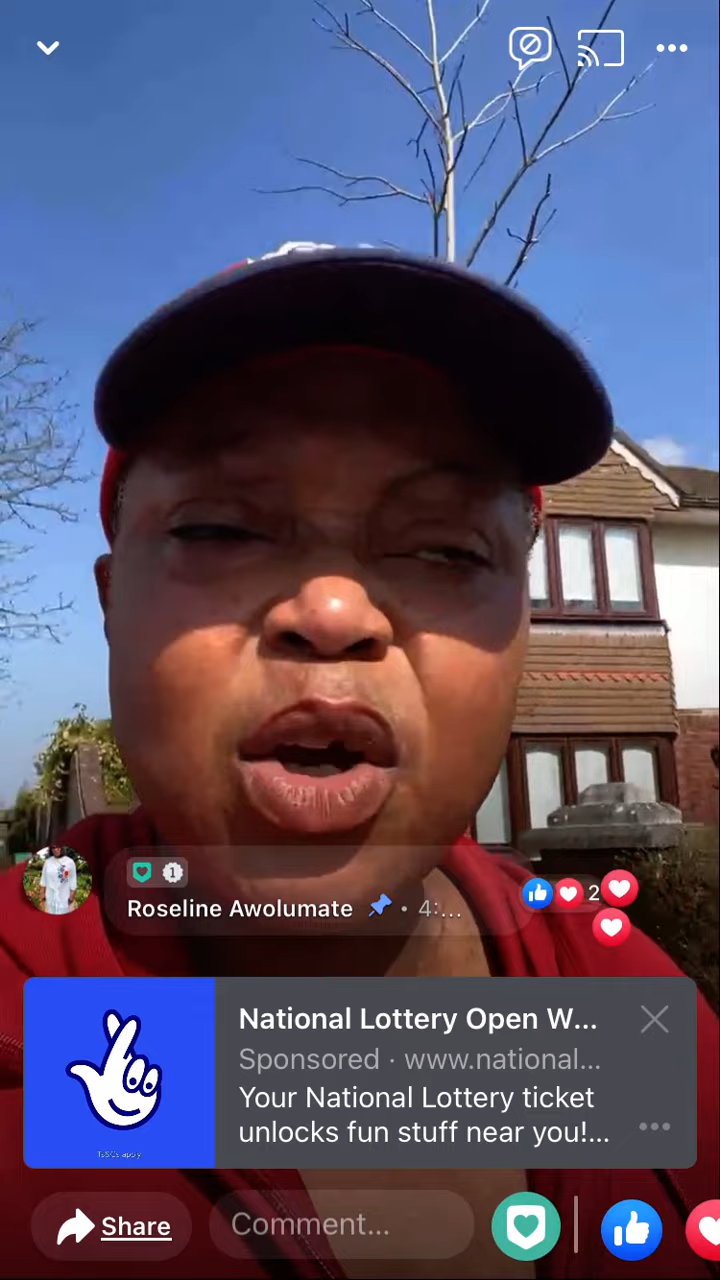 1
Roseline Awolumate • 4:...
2
National Lottery Open W...
Sponsored · www.national...
Your National Lottery ticket
unlocks fun stuff near you!...
Share
Comment...